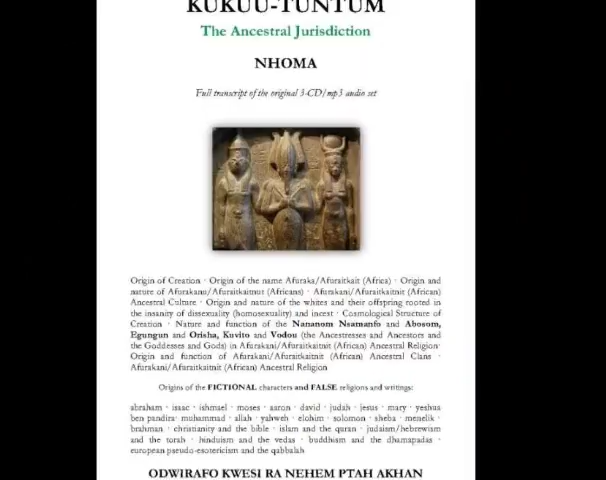 KUKUU-TUNTUM
The Ancestral Jurisdiction
NHOMA
Full transcript of the original 3-CD/mp3 audio set
Origin of Creation · Origin of the name Afuraka/Afuraitkait (Africa) · Origin and
nature of Afurakanu/Afuraitkaitnut (Africans) · Afurakani/Afuraitkaitnit (African)
Ancestral Culture · Origin and nature of the whites and their offspring rooted in
the insanity of dissexuality (homosexuality) and incest · Cosmological Structure of
Creation · Nature and function of the Nananom Nsamanfo and Abosom,
Egungun and Orisha, Kuvito and Vodou (the Ancestresses and Ancestors and
the Goddesses and Gods) in Afurakani/Afuraitkaitnit (African) Ancestral Religion·
Origin and function of Afurakani/Afuraitkaitnit (African) Ancestral Clans ·
Afurakani/Afuraitkaitnit (African) Ancestral Religion
Origins of the FICTIONAL characters and FALSE religions and writings:
abraham · isaac · ishmael · moses · aaron · david · judah · jesus · mary · yeshua
ben pandira· muhammad · allah · yahweh · elohim · solomon · sheba · menelik ·
brahman · christianity and the bible · islam and the quran · judaism/hebrewism
and the torah · hinduism and the vedas · buddhism and the dhamapadas ·
european pseudo-esotericism and the qabbalah
ODWIRAFO KWESI RA NEHEM PTAH AKHAN